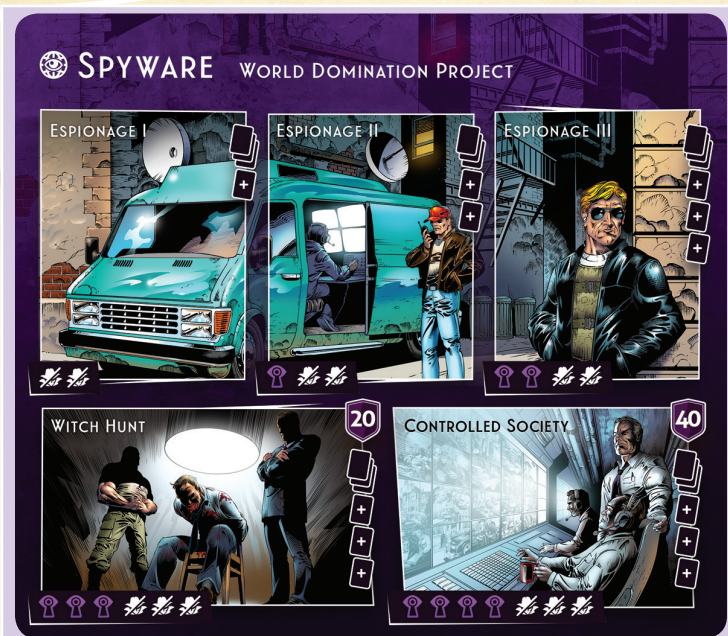 SPYWARE WORLD DOMINATION PROJECT
ESPIONAGE I
ESPIONAGE II
ESPIONAGE III
+
+
+
+
+
+
WITCH HUNT
20
CONTROLLED SOCIETY
40
+
+
+
+
+
+